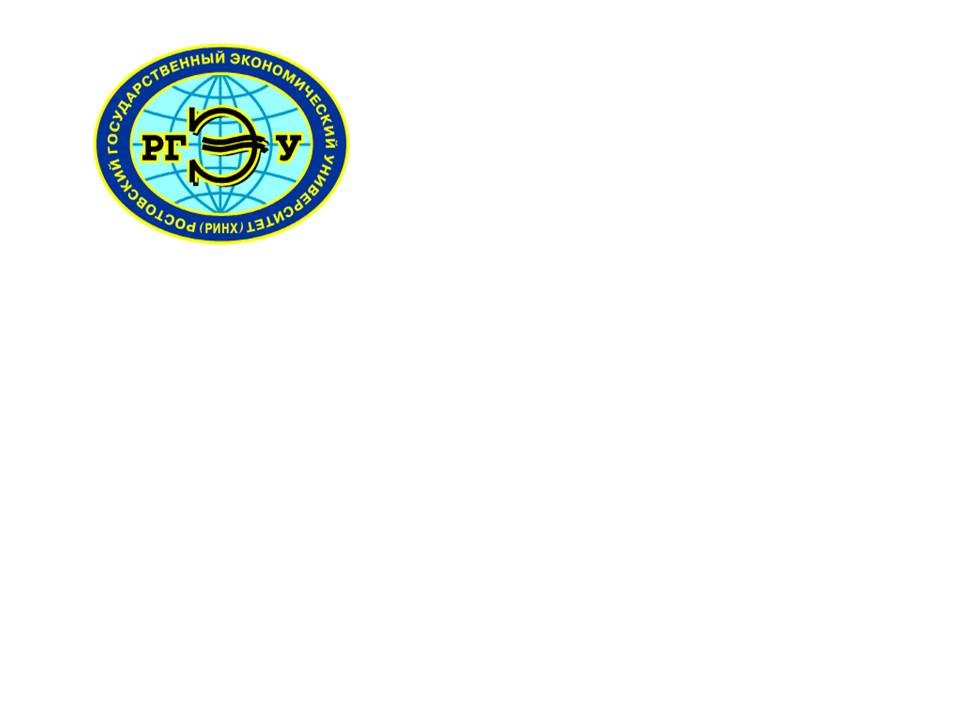 РОСТОВСКИЙ ГОСУДАРСТВЕННЫЙ ЭКОНОМИЧЕСКИЙ УНИВЕРСИТЕТ
(РИНХ)
РГЭУ